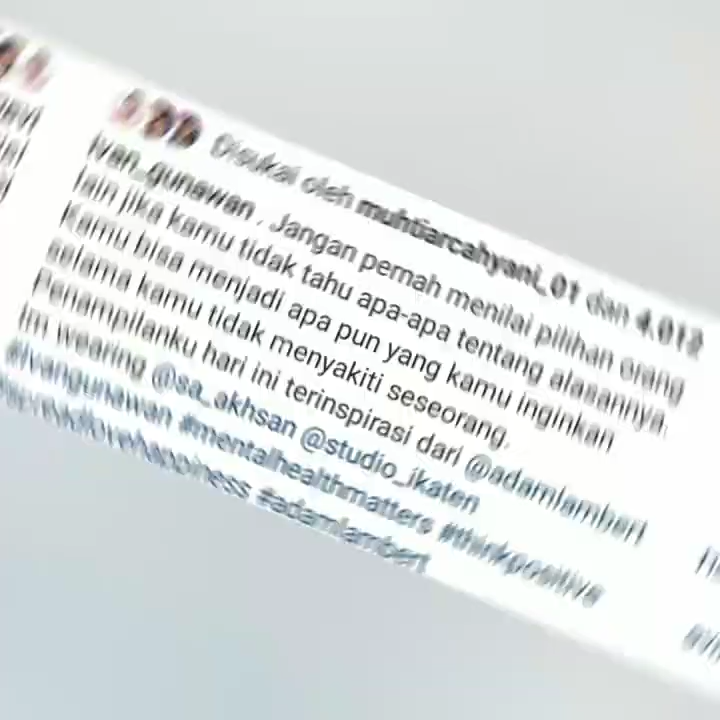 Disukai oleh muhtiarcahyani_01 dan 4.012
ivan_gunawan . Jangan pernah menilai pilihan orang
lain jika kamu tidak tahu apa-apa tentang alasannya.
Kamu bisa menjadi apa pun yang kamu inginkan
selama kamu tidak menyakiti seseorang.
Penampilanku hari ini terinspirasi dari @adamlambert
Im wearing @sa_akhsan @studio_ikaten
#ivangunawan #mentalhealthmatters #thinkpositive
#adamlambert